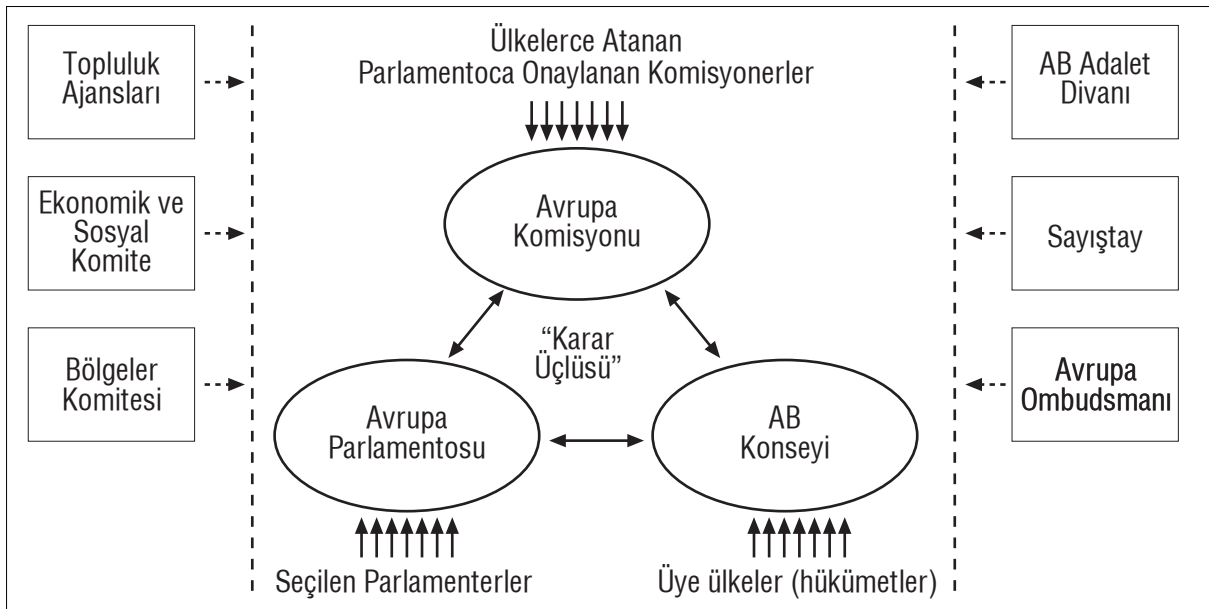 Topluluk
Ajansları
Ekonomik ve
Sosyal
Komite
Bölgeler
Komitesi
Ülkelerce Atanan
Parlamentoca Onaylanan Komisyonerler
Avrupa
Komisyonu
“Karar
Üçlüsü”
Avrupa
Parlamentosu
AB
Konseyi
Seçilen Parlamenterler
Üye ülkeler (hükümetler)
AB Adalet
Divanı
Sayıştay
Avrupa
Ombudsmanı